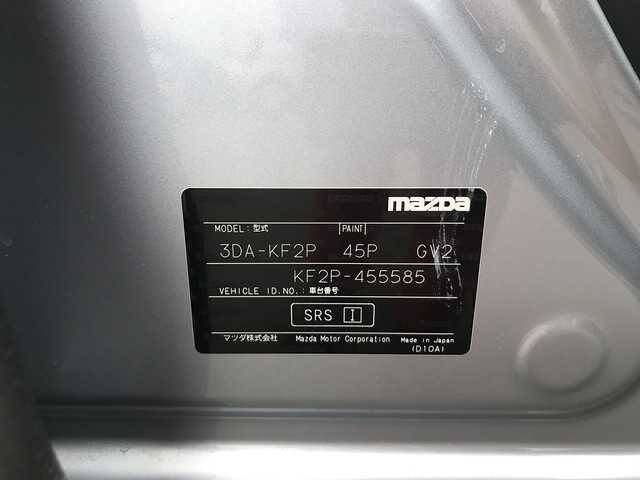 mazda
MODEL：型式 PAINT
3DA-KF2P 45P GV2
KF2P-455585
VEHICLE ID.NO.：車台番号
SRS I
マツダ株式会社 Mazda Motor Corporation Made in Japan
(D10A)